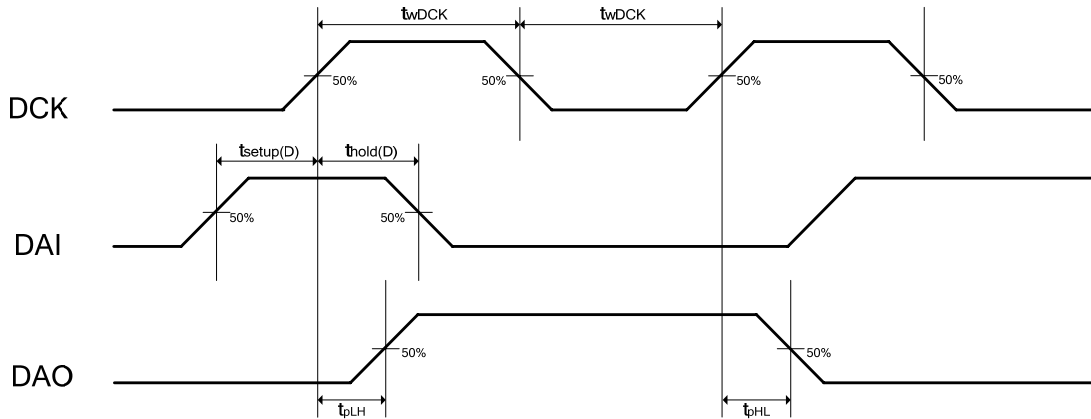 twDCK twDCK
50% 50% 50% 50%
DCK
tsetup(D) thold(D)
50% 50%
DAI
50% 50%
DAO
tpLH tpHL